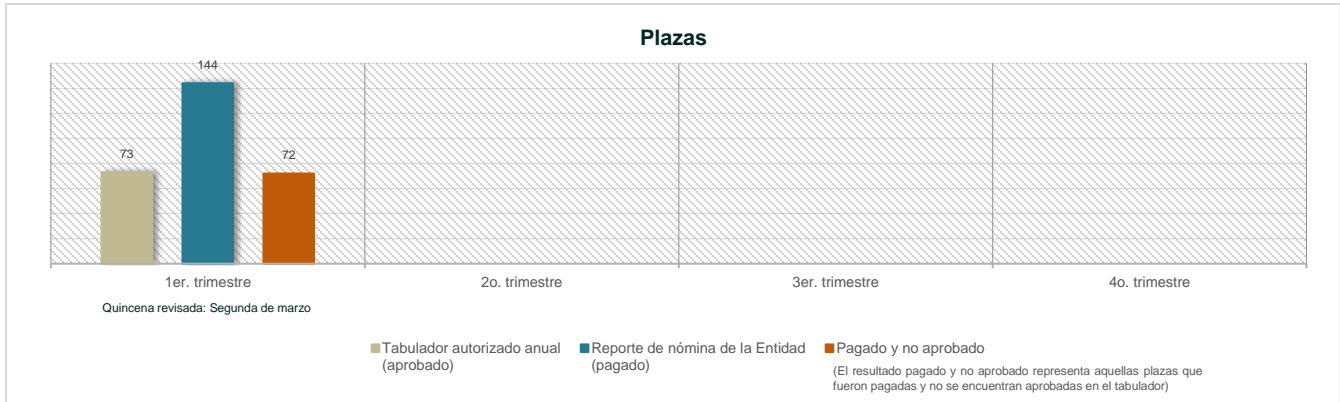 Plazas
144
73
72
1er. trimestre
2o. trimestre
3er. trimestre
4o. trimestre
Quincena revisada: Segunda de marzo
Tabulador autorizado anual
(aprobado)
Reporte de nómina de la Entidad
(pagado)
Pagado y no aprobado
(El resultado pagado y no aprobado representa aquellas plazas que
fueron pagadas y no se encuentran aprobadas en el tabulador)